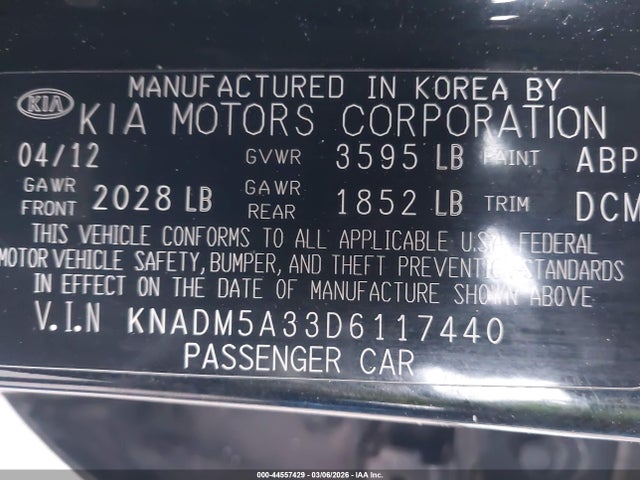 MANUFACTURED IN KOREA BY
KIA KIA MOTORS CORPORATION
04/12 GVWR 3595 LB PAINT ABP
GAWR FRONT 2028 LB GAWR REAR 1852 LB TRIM DCM
THIS VEHICLE CONFORMS TO ALL APPLICABLE U.S.A. FEDERAL
MOTOR VEHICLE SAFETY, BUMPER, AND THEFT PREVENTION STANDARDS
IN EFFECT ON THE DATE OF MANUFACTURE SHOWN ABOVE
V.I.N KNADM5A33D6117440
PASSENGER CAR
000-44557429 - 03/06/2026 - IAA Inc.